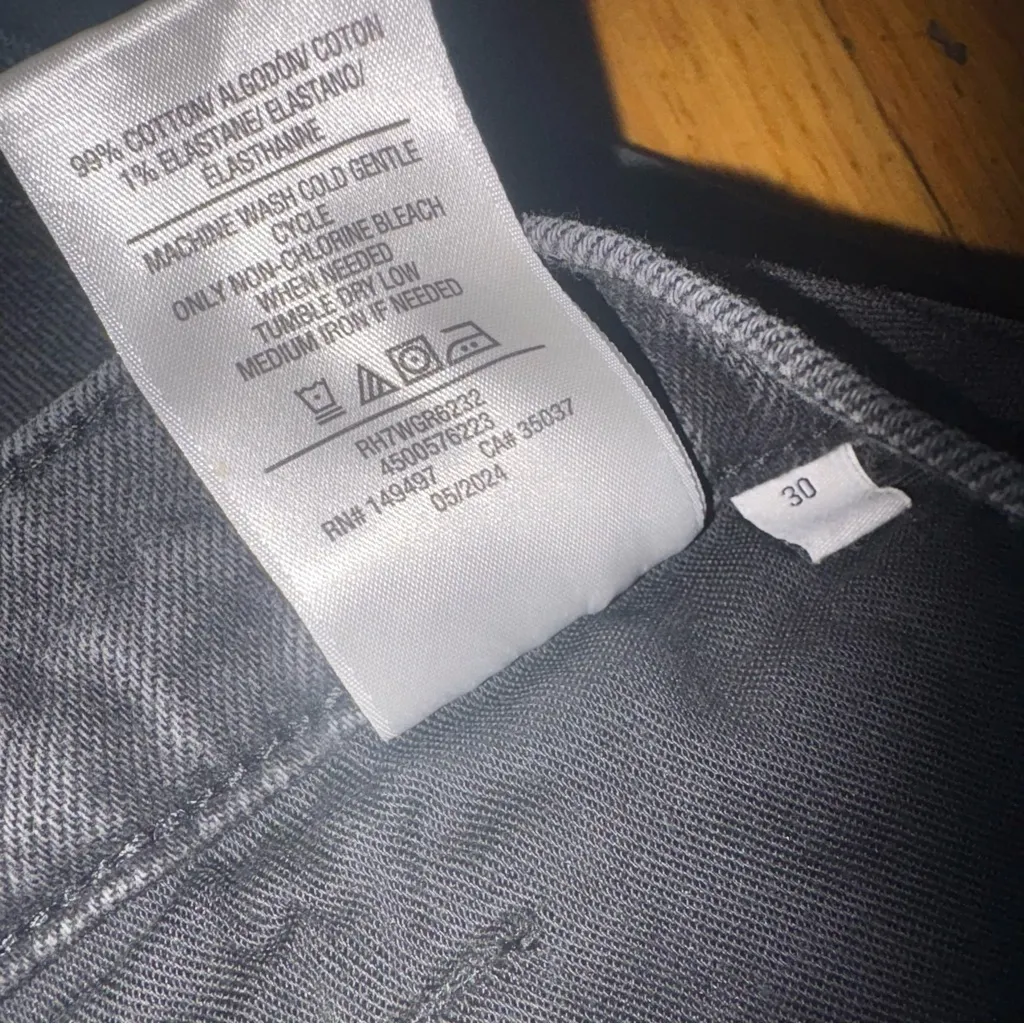 99% COTTON/ ALGODÓN/ COTON
1% ELASTANE/ ELASTANO/
ÉLASTHANNE
MACHINE WASH COLD GENTLE
CYCLE
ONLY NON-CHLORINE BLEACH
WHEN NEEDED
TUMBLE DRY LOW
MEDIUM IRON IF NEEDED
RH7WGR6232
4500576223
RN# 149497 CA# 35037
05/2024
30